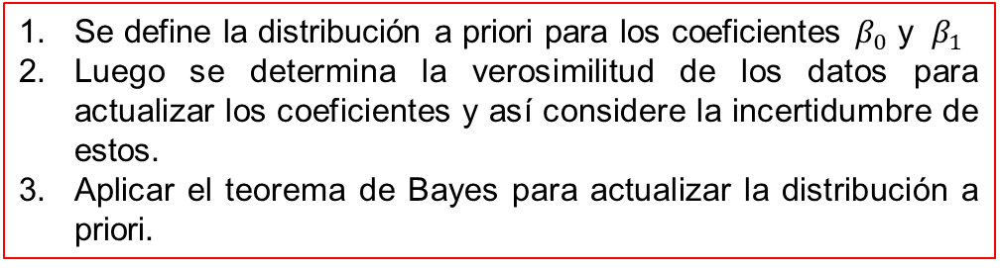 1. Se define la distribución a priori para los coeficientes β₀ y β₁
2. Luego se determina la verosimilitud de los datos para
actualizar los coeficientes y así considere la incertidumbre de
estos.
3. Aplicar el teorema de Bayes para actualizar la distribución a
priori.